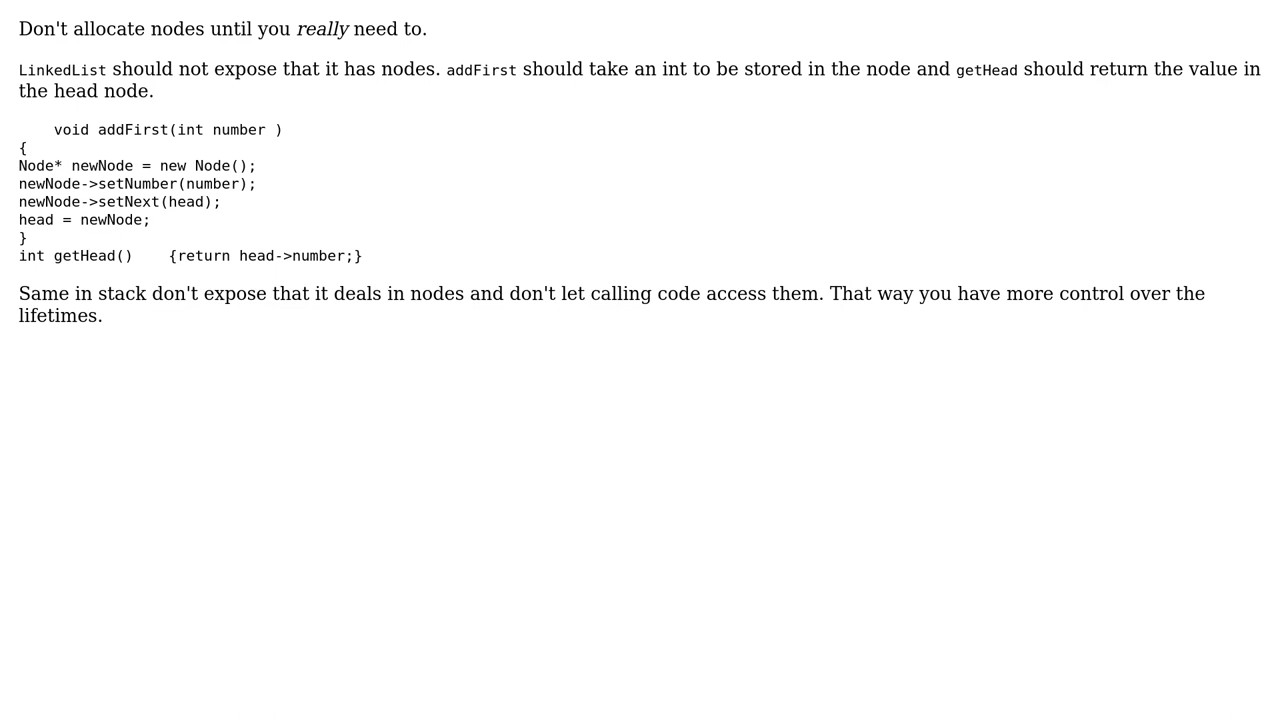 Don't allocate nodes until you really need to.
LinkedList should not expose that it has nodes. addFirst should take an int to be stored in the node and getHead should return the value in
the head node.
    void addFirst(int number )
{
Node* newNode = new Node();
newNode->setNumber(number);
newNode->setNext(head);
head = newNode;
}
int getHead()    {return head->number;}
Same in stack don't expose that it deals in nodes and don't let calling code access them. That way you have more control over the
lifetimes.